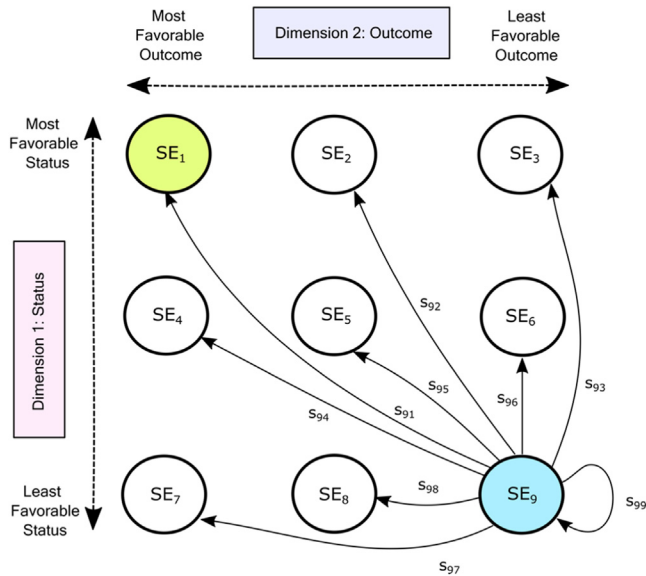 Most
Favorable
Outcome
Dimension 2: Outcome
Least
Favorable
Outcome
Most
Favorable
Status
SE₁
SE₂
SE₃
Dimension 1: Status
SE₄
SE₅
SE₆
s₉₂
s₉₅
s₉₆
s₉₃
s₉₄
s₉₁
Least
Favorable
Status
SE₇
SE₈
s₉₈
SE₉
s₉₉
s₉₇